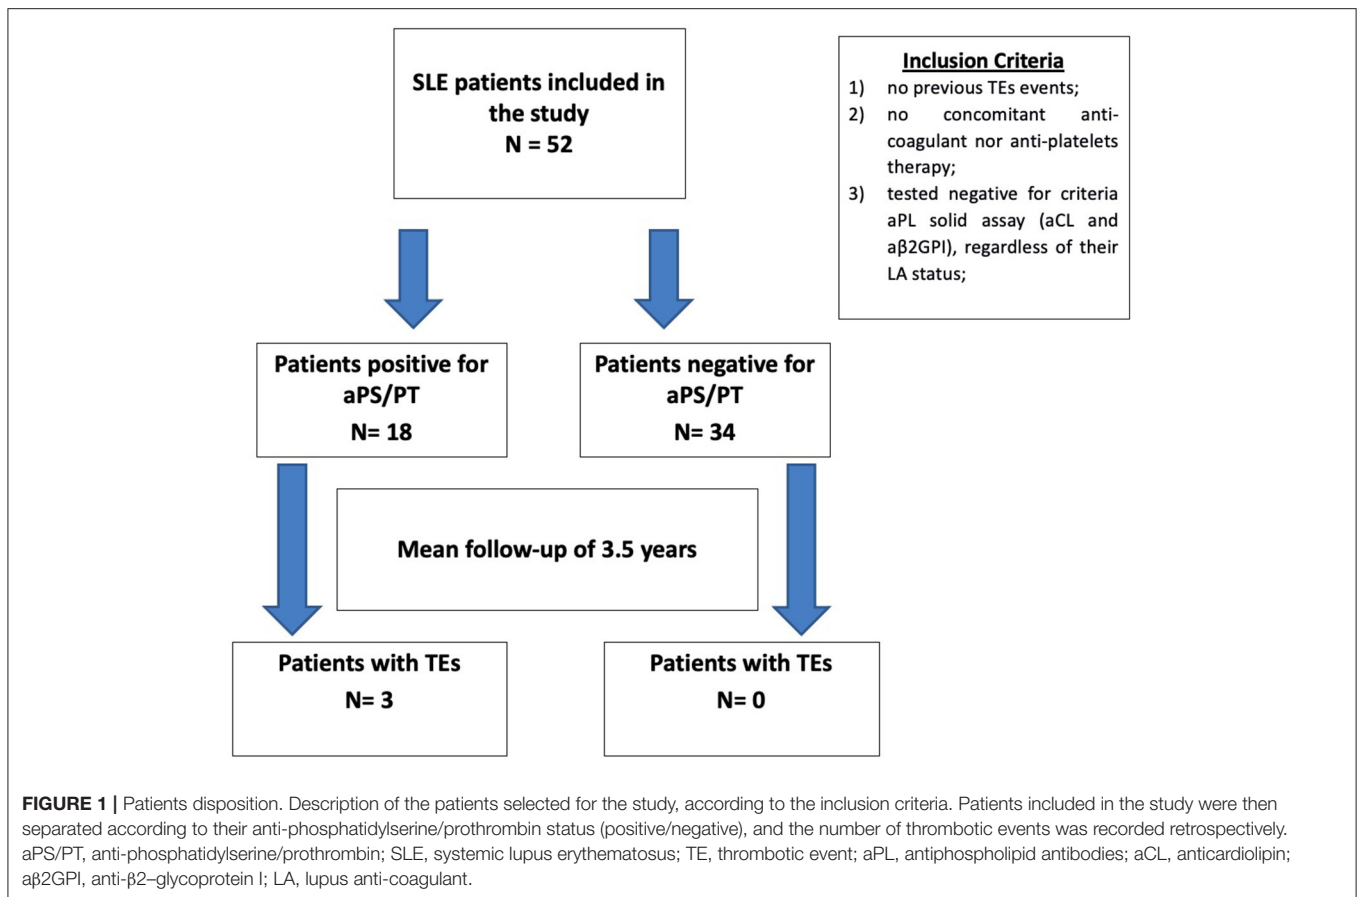 SLE patients included in
the study
N = 52
Inclusion Criteria
1) no previous TEs events;
2) no concomitant anti-
coagulant nor anti-platelets
therapy;
3) tested negative for criteria
aPL solid assay (aCL and
aβ2GPI), regardless of their
LA status;
Patients positive for
aPS/PT
N= 18
Patients negative for
aPS/PT
N= 34
Mean follow-up of 3.5 years
Patients with TEs
N= 3
Patients with TEs
N= 0
FIGURE 1 | Patients disposition. Description of the patients selected for the study, according to the inclusion criteria. Patients included in the study were then
separated according to their anti-phosphatidylserine/prothrombin status (positive/negative), and the number of thrombotic events was recorded retrospectively.
aPS/PT, anti-phosphatidylserine/prothrombin; SLE, systemic lupus erythematosus; TE, thrombotic event; aPL, antiphospholipid antibodies; aCL, anticardiolipin;
aβ2GPI, anti-β2–glycoprotein I; LA, lupus anti-coagulant.